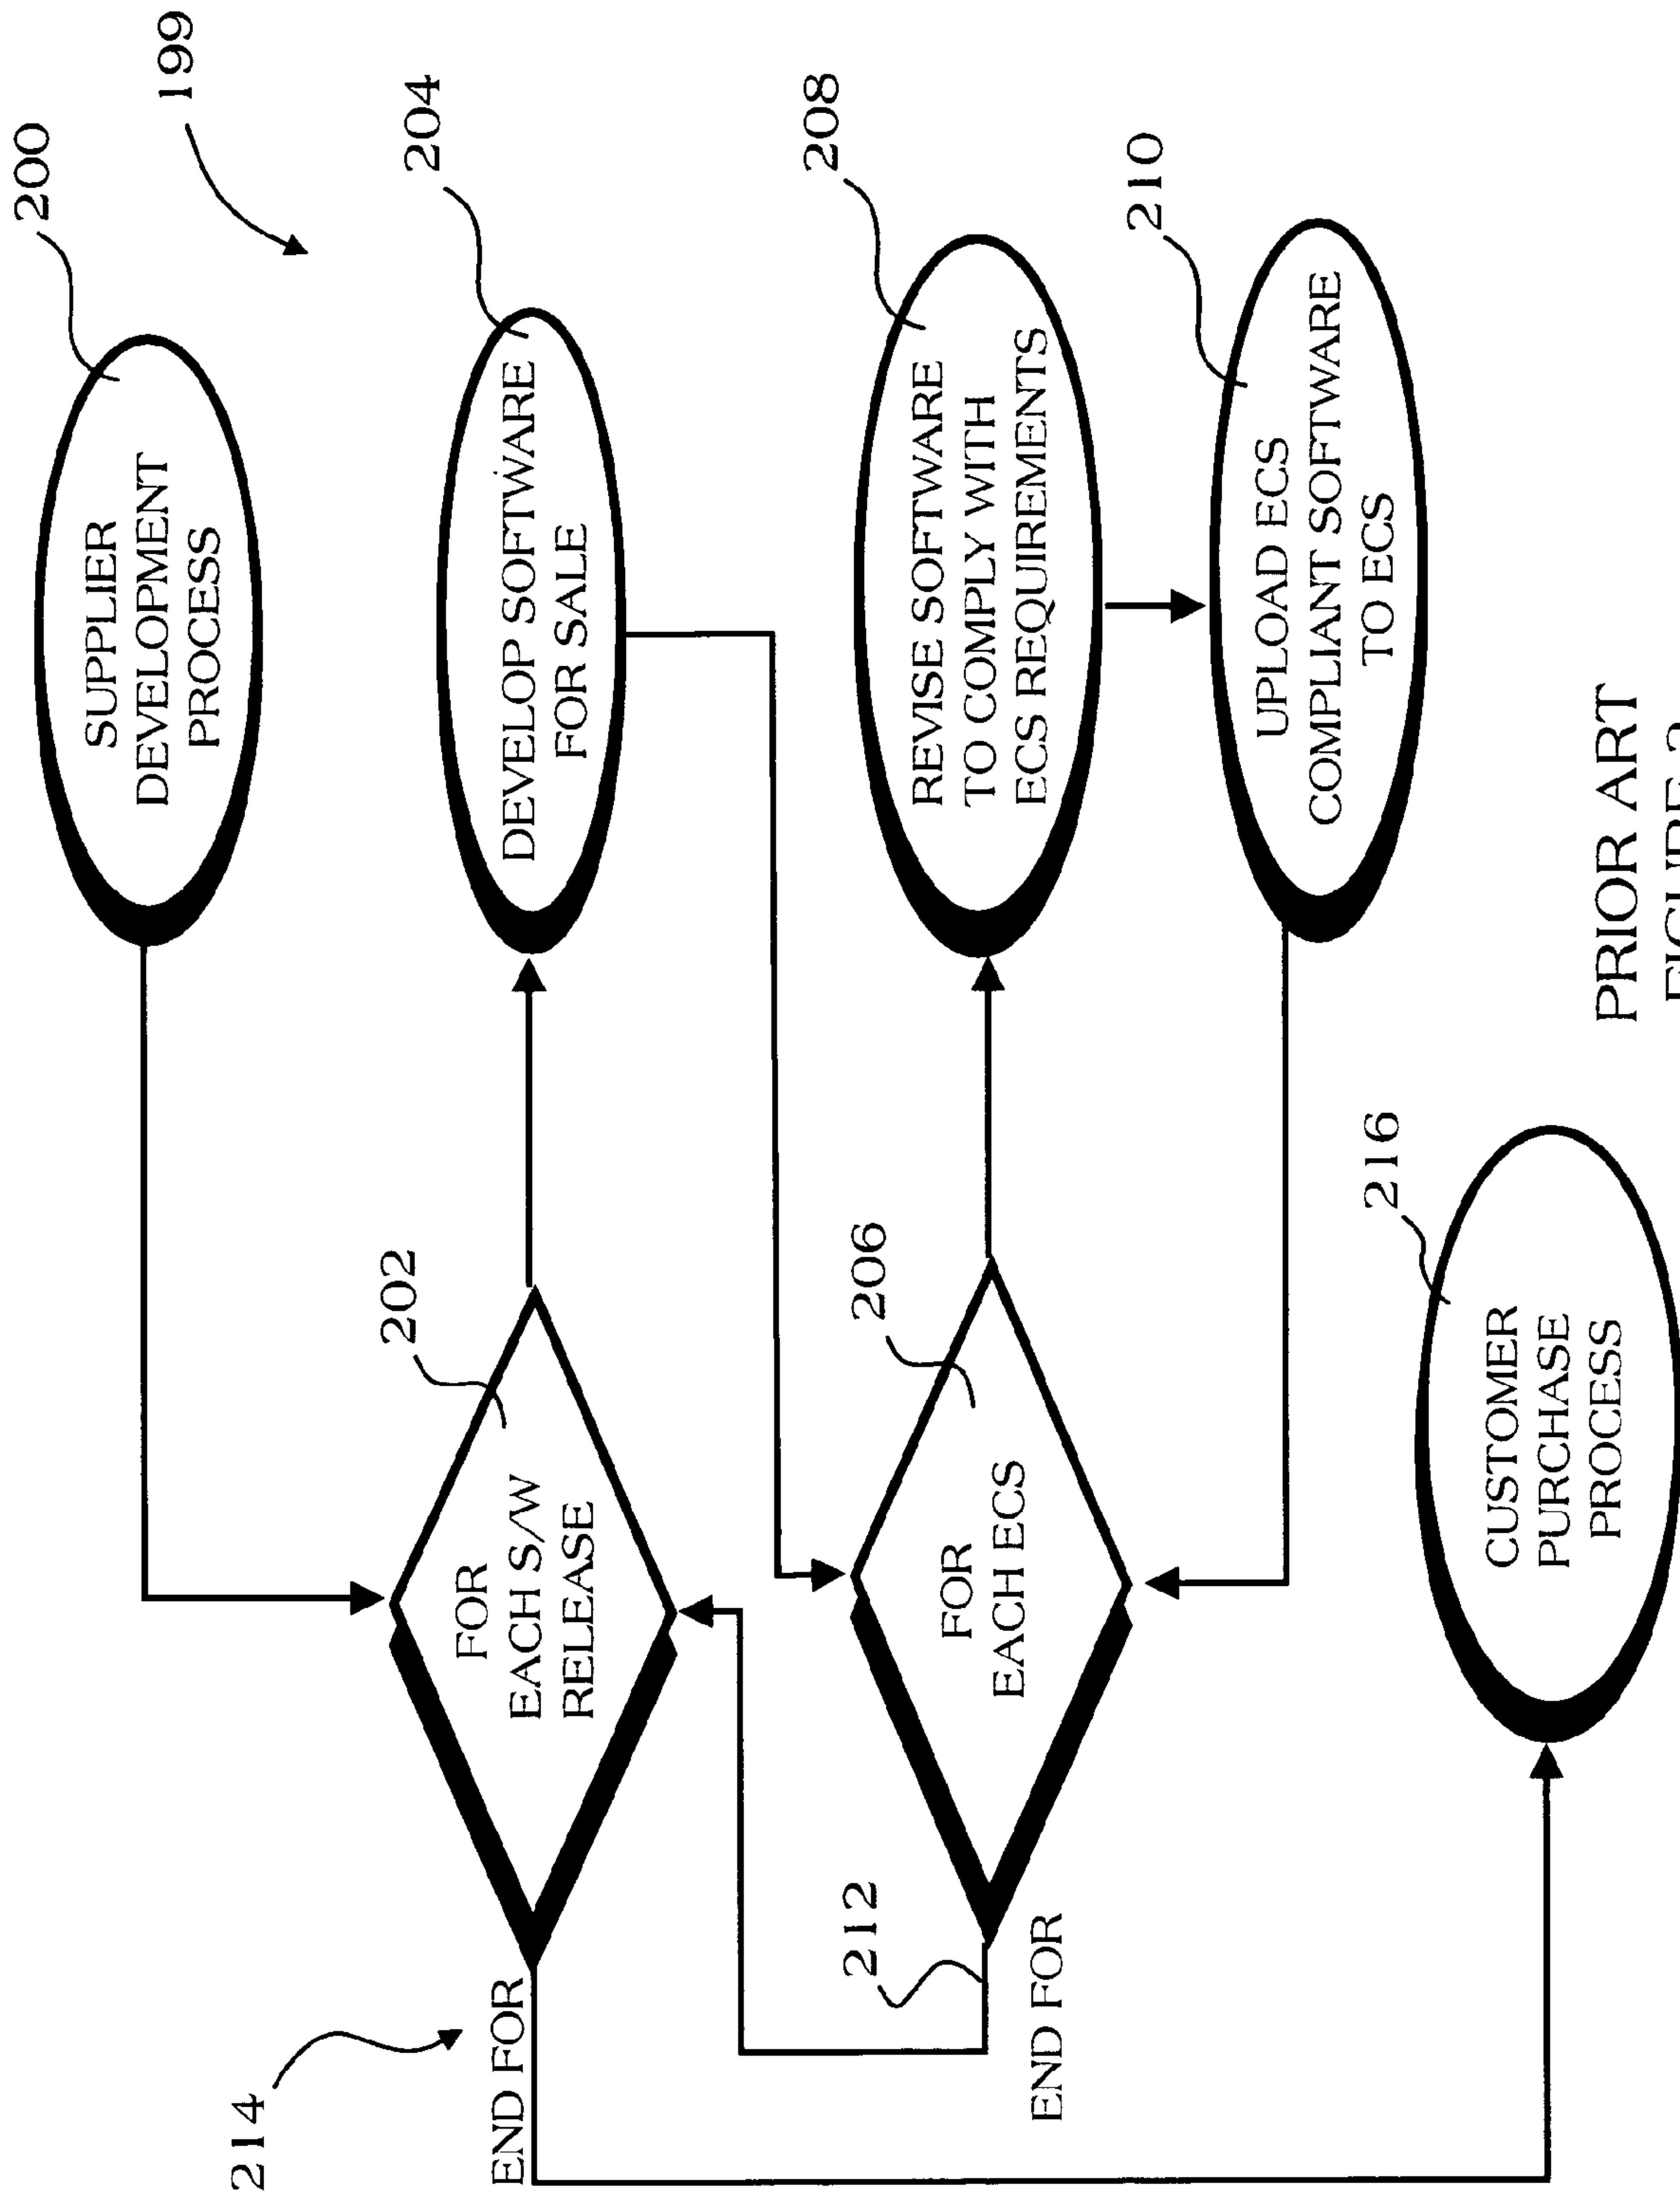 200
199
SUPPLIER
DEVELOPMENT
PROCESS
214
202
204
END FOR
FOR
EACH S/W
RELEASE
DEVELOP SOFTWARE
FOR SALE
212
206
208
END FOR
FOR
EACH ECS
REVISE SOFTWARE
TO COMPLY WITH
ECS REQUIREMENTS
210
UPLOAD ECS
COMPLIANT SOFTWARE
TO ECS
216
CUSTOMER
PURCHASE
PROCESS
PRIOR ART
FIGURE